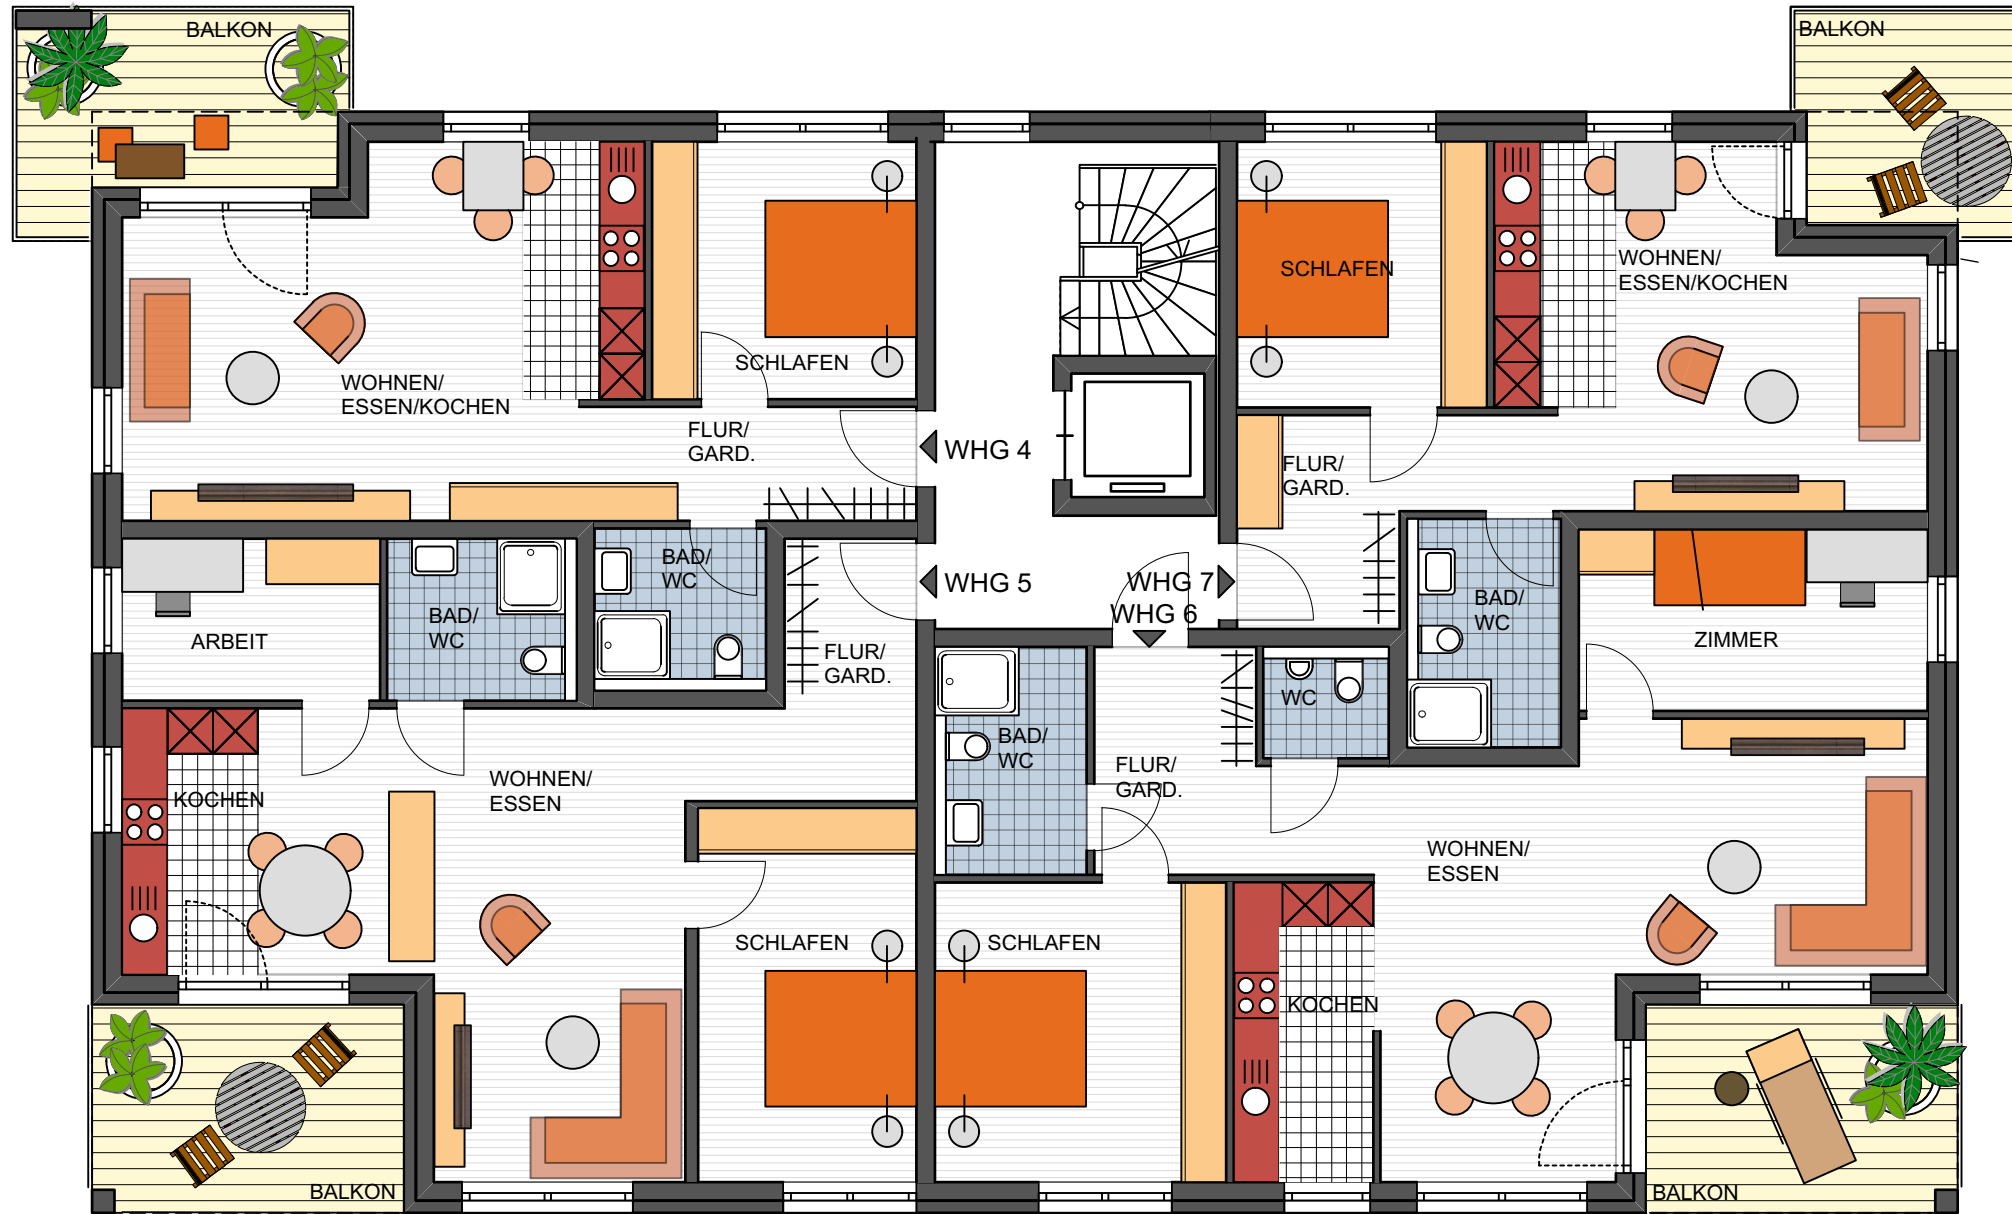 BALKON
BALKON
SCHLAFEN
WOHNEN/
ESSEN/KOCHEN
SCHLAFEN
WOHNEN/
ESSEN/KOCHEN
FLUR/
GARD.
WHG 4
FLUR/
GARD.
BAD/
WC
WHG 5
WHG 7
WHG 6
BAD/
WC
BAD/
WC
ARBEIT
ZIMMER
FLUR/
GARD.
WC
BAD/
WC
FLUR/
GARD.
WOHNEN/
ESSEN
KOCHEN
WOHNEN/
ESSEN
SCHLAFEN
SCHLAFEN
KOCHEN
BALKON
BALKON